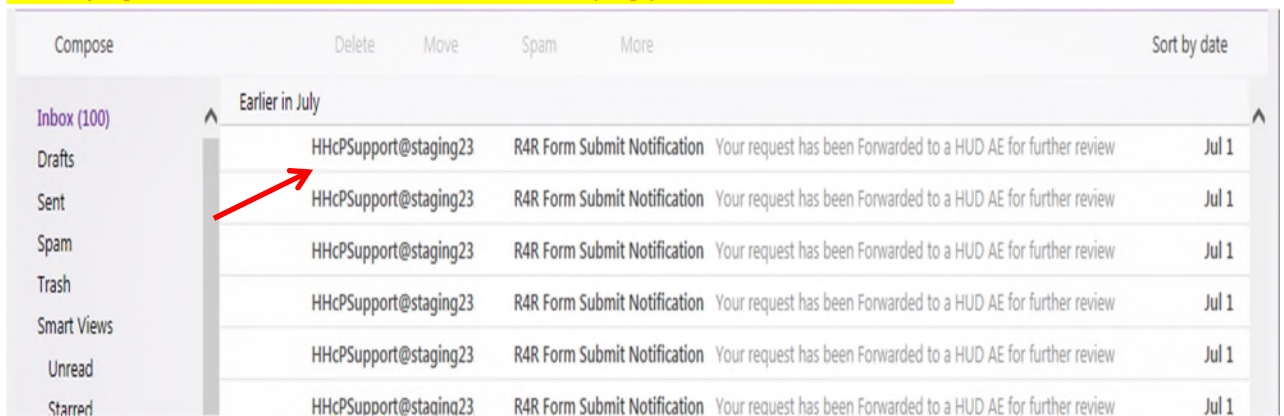 Compose Delete Move Spam More Sort by date
Inbox (100)
Drafts
Sent
Spam
Trash
Smart Views
Unread
Starred
Earlier in July
HHcPSupport@staging23 R4R Form Submit Notification Your request has been Forwarded to a HUD AE for further review Jul 1
HHcPSupport@staging23 R4R Form Submit Notification Your request has been Forwarded to a HUD AE for further review Jul 1
HHcPSupport@staging23 R4R Form Submit Notification Your request has been Forwarded to a HUD AE for further review Jul 1
HHcPSupport@staging23 R4R Form Submit Notification Your request has been Forwarded to a HUD AE for further review Jul 1
HHcPSupport@staging23 R4R Form Submit Notification Your request has been Forwarded to a HUD AE for further review Jul 1
HHcPSupport@staging23 R4R Form Submit Notification Your request has been Forwarded to a HUD AE for further review Jul 1